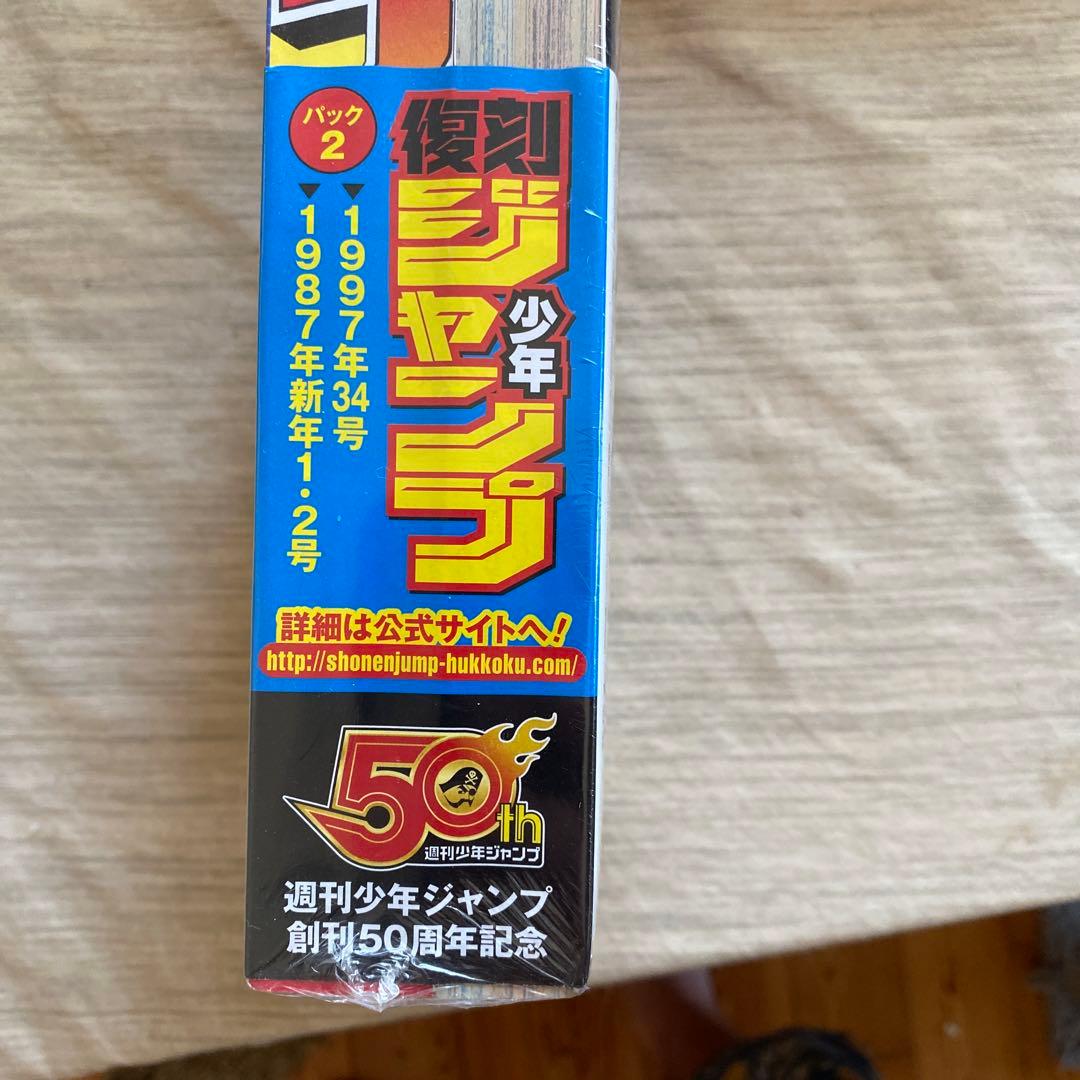 復刻
少年
ジャンプ
パック
2
▼1997年34号
▼1987年新年1・2号
詳細は公式サイトへ!
http://shonenjump-hukkoku.com/
50th
週刊少年ジャンプ
週刊少年ジャンプ
創刊50周年記念